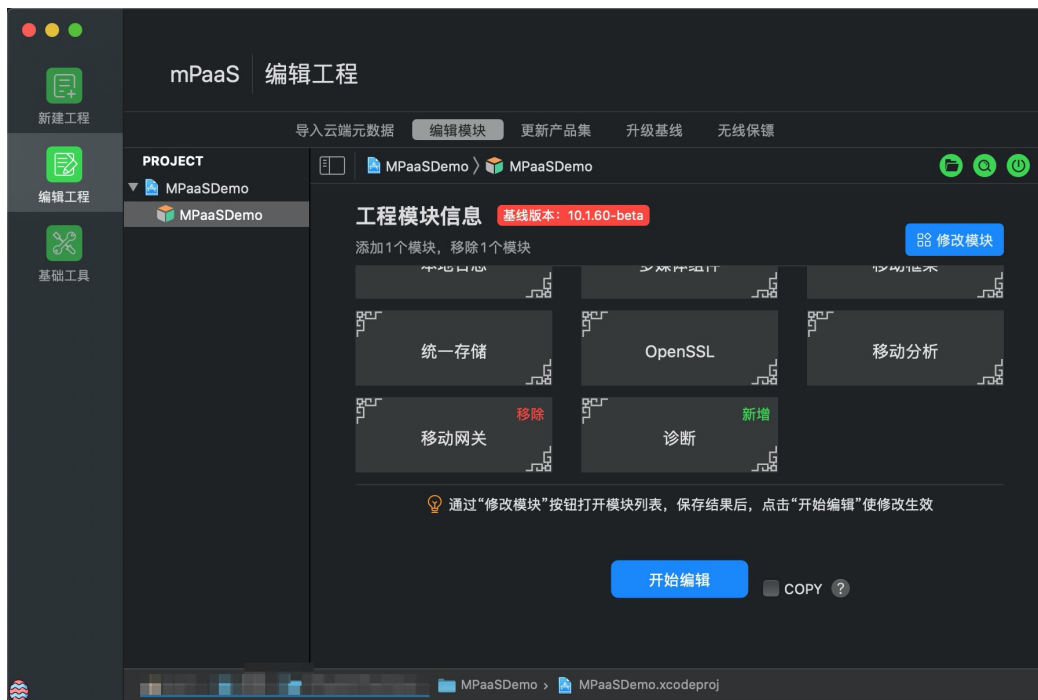 mPaaS 编辑工程
新建工程
编辑工程
基础工具
导入云端元数据 编辑模块 更新产品集 升级基线 无线保镖
PROJECT
MPaaSDemo
MPaaSDemo
MPaaSDemo 〉 MPaaSDemo
工程模块信息 基线版本：10.1.60-beta
添加1个模块，移除1个模块
修改模块
统一存储 OpenSSL 移动分析
移除
移动网关
新增
诊断
通过“修改模块”按钮打开模块列表，保存结果后，点击“开始编辑”使修改生效
开始编辑 COPY ?
MPaaSDemo › MPaaSDemo.xcodeproj